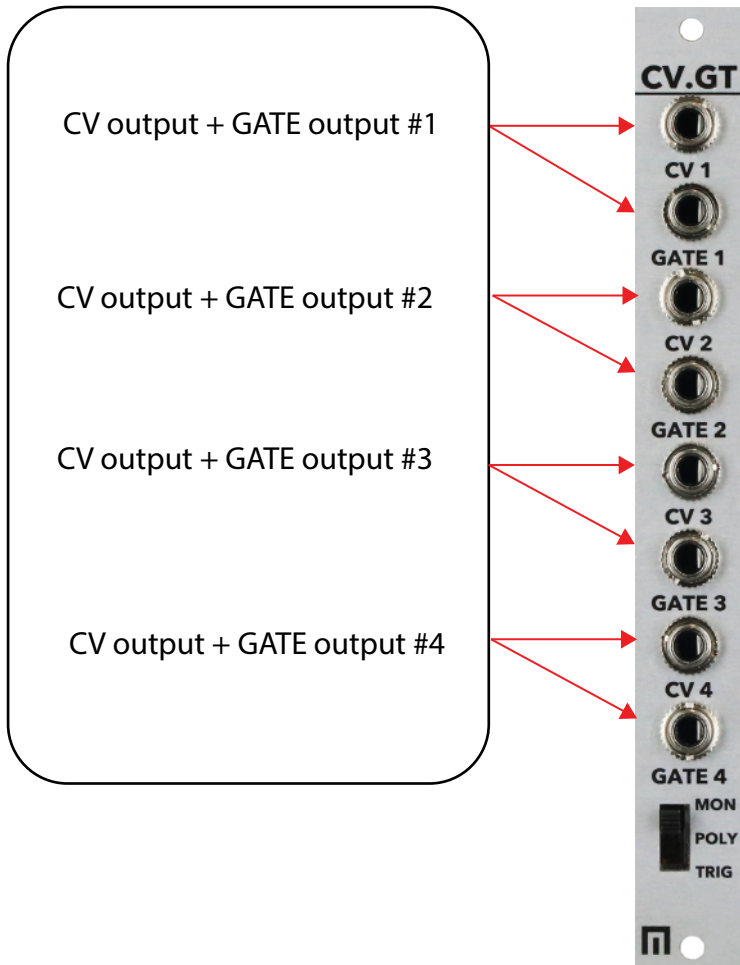 CV.GT
CV output + GATE output #1
CV 1
GATE 1
CV output + GATE output #2
CV 2
GATE 2
CV output + GATE output #3
CV 3
GATE 3
CV output + GATE output #4
CV 4
GATE 4
MON
POLY
TRIG